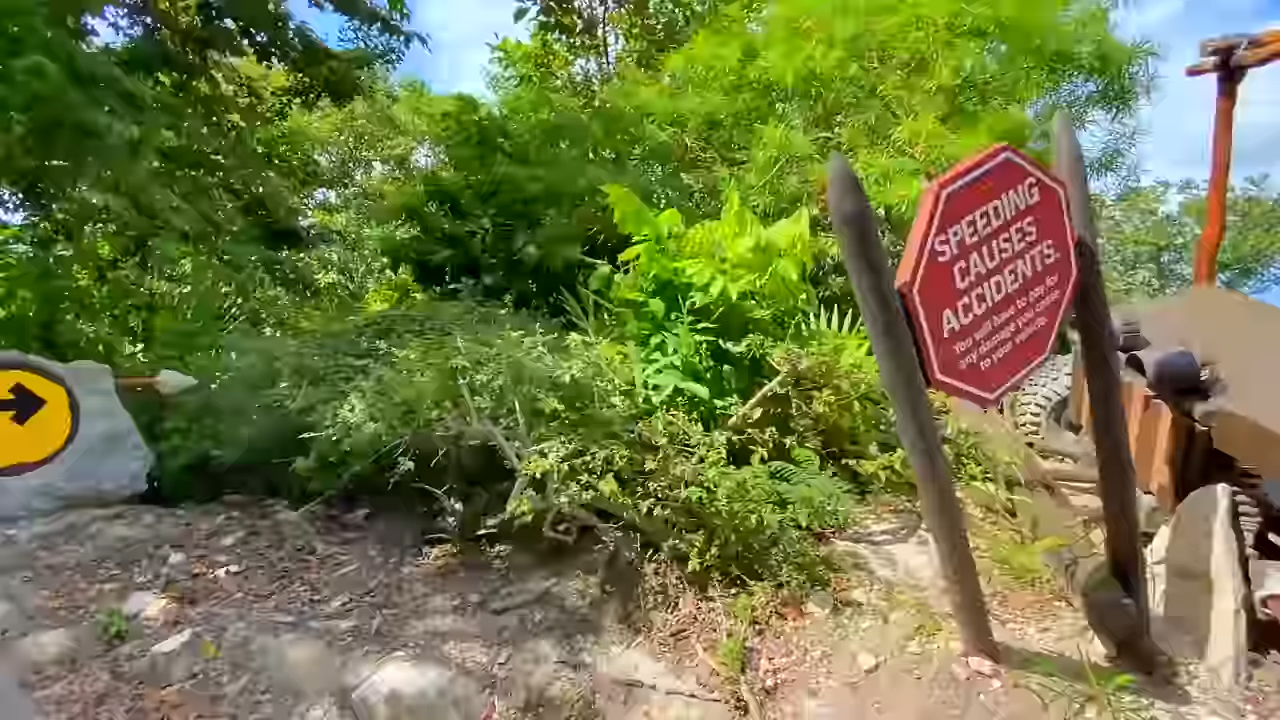 SPEEDING
CAUSES
ACCIDENTS.
You will have to pay for
any damage you cause
to your vehicle.